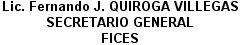 Lic. Fernando J. QUIROGA VILLEGAS
SECRETARIO GENERAL
FICES